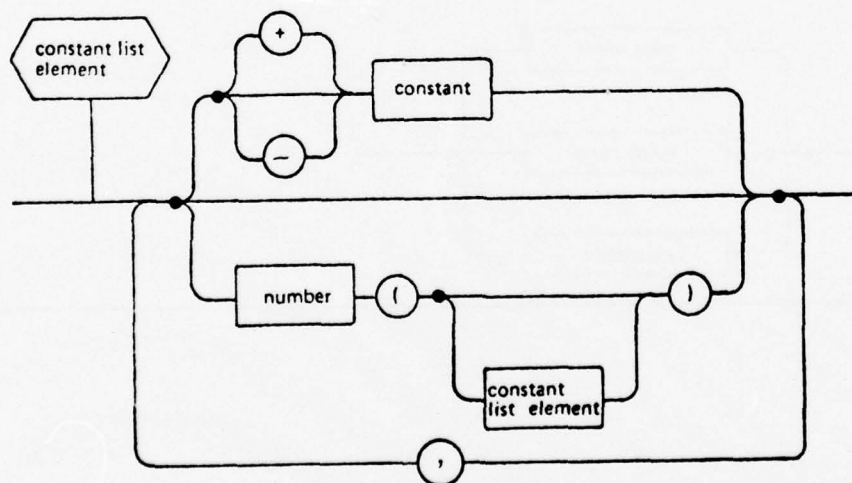 constant list
element
+
constant
−
number
(
)
constant
list element
,